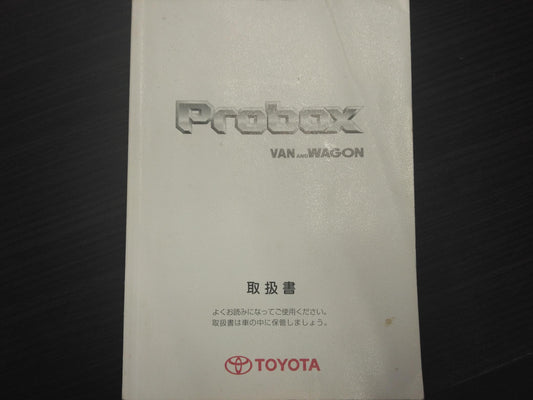 Probox
VAN AND WAGON
取扱書
よくお読みになってご使用ください。
取扱書は車の中に保管しましょう。
TOYOTA